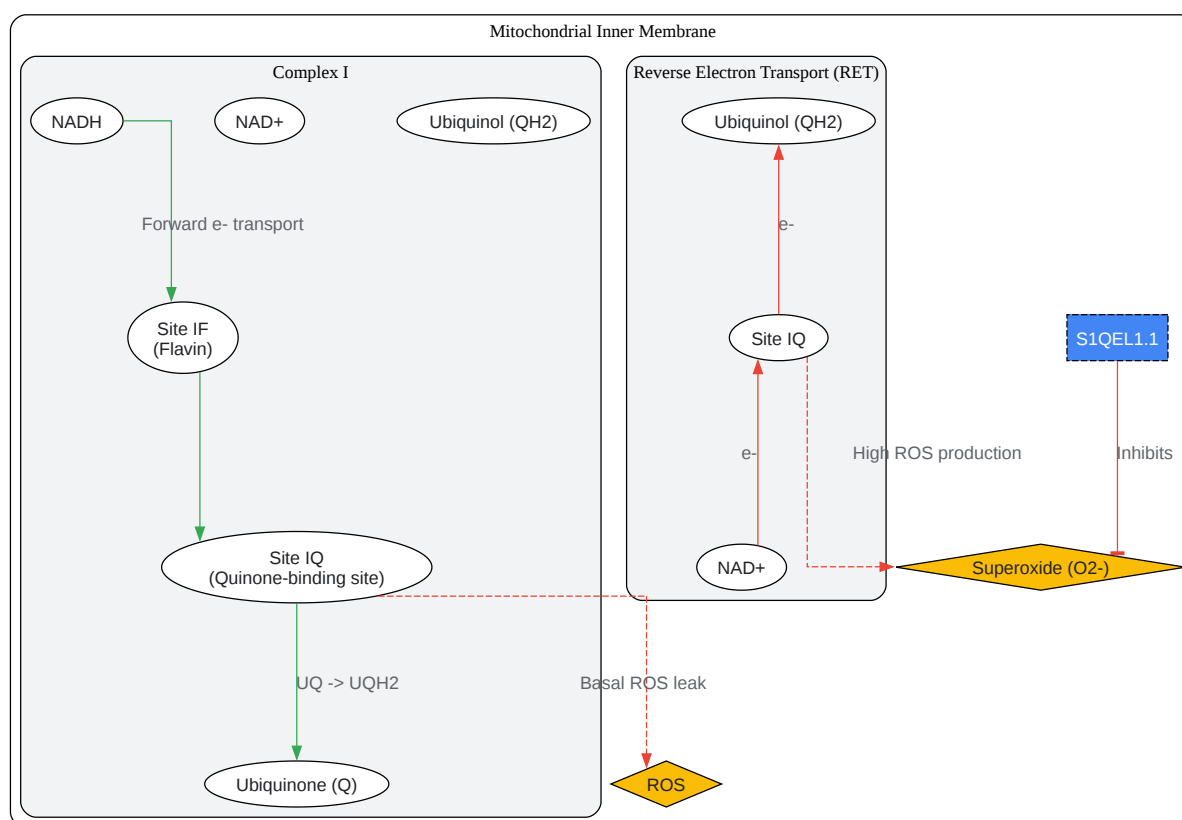 Mitochondrial Inner Membrane
Complex I
Reverse Electron Transport (RET)
NADH
NAD+
Ubiquinol (QH2)
Ubiquinol (QH2)
Forward e- transport
e-
Site IF
(Flavin)
Site IQ
S1QEL1.1
e-
High ROS production
Inhibits
Site IQ
(Quinone-binding site)
NAD+
Superoxide (O2-)
UQ -> UQH2
Basal ROS leak
Ubiquinone (Q)
ROS